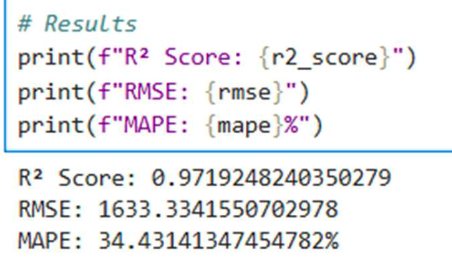 # Results
print(f"R² Score: {r2_score}")
print(f"RMSE: {rmse}")
print(f"MAPE: {mape}%")
R² Score: 0.9719248240350279
RMSE: 1633.3341550702978
MAPE: 34.43141347454782%